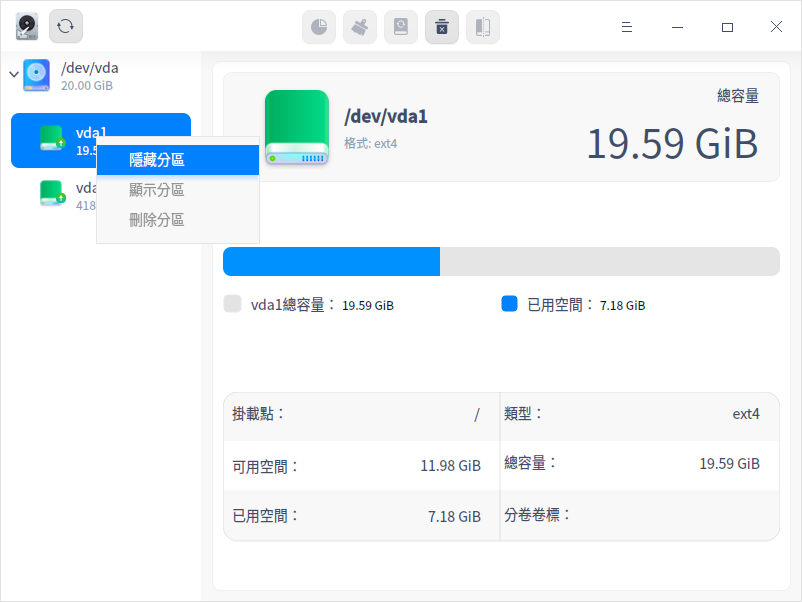 /dev/vda
20.00 GiB
vda1
19.5
vda
418
隱藏分區
顯示分區
刪除分區
/dev/vda1
格式: ext4
總容量
19.59 GiB
vda1總容量： 19.59 GiB
已用空間： 7.18 GiB
掛載點： /
類型： ext4
可用空間： 11.98 GiB
總容量： 19.59 GiB
已用空間： 7.18 GiB
分卷卷標：